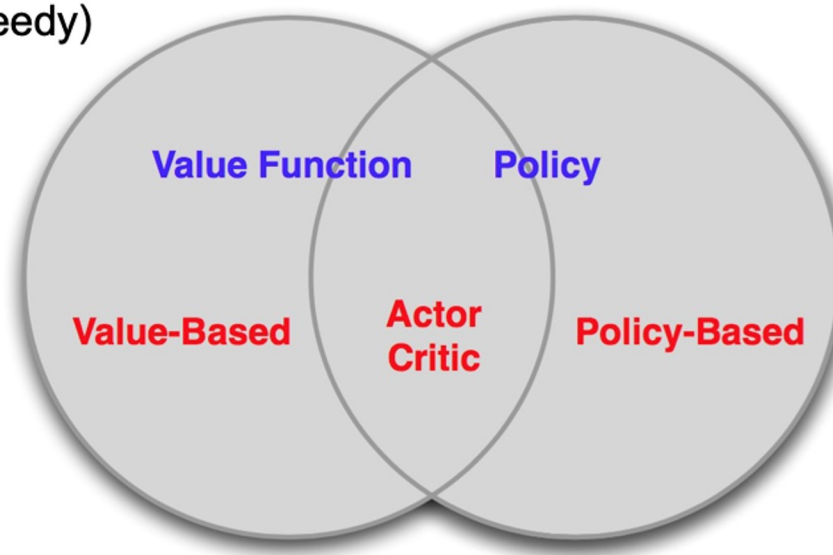 eedy)
Value Function Policy
Value-Based Actor Critic Policy-Based